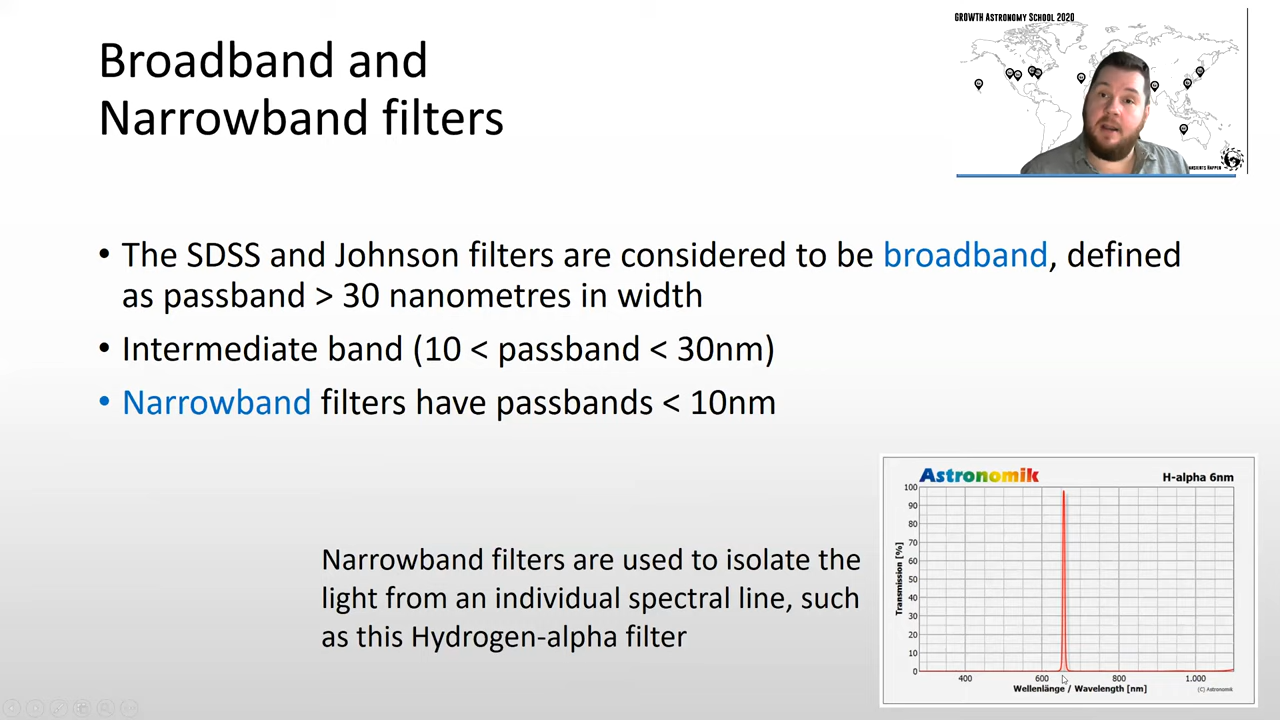 GROWTH ASTRONOMY SCHOOL 2020
Broadband and
Narrowband filters
• The SDSS and Johnson filters are considered to be broadband, defined
as passband > 30 nanometres in width
• Intermediate band (10 < passband < 30nm)
• Narrowband filters have passbands < 10nm
Narrowband filters are used to isolate the
light from an individual spectral line, such
as this Hydrogen-alpha filter
Astronomik
H-alpha 6nm
Transmission [%]
100
90
80
70
60
50
40
30
20
10
0
400 600 800 1.000
Wellenlänge / Wavelength [nm]
(C) Astronomik